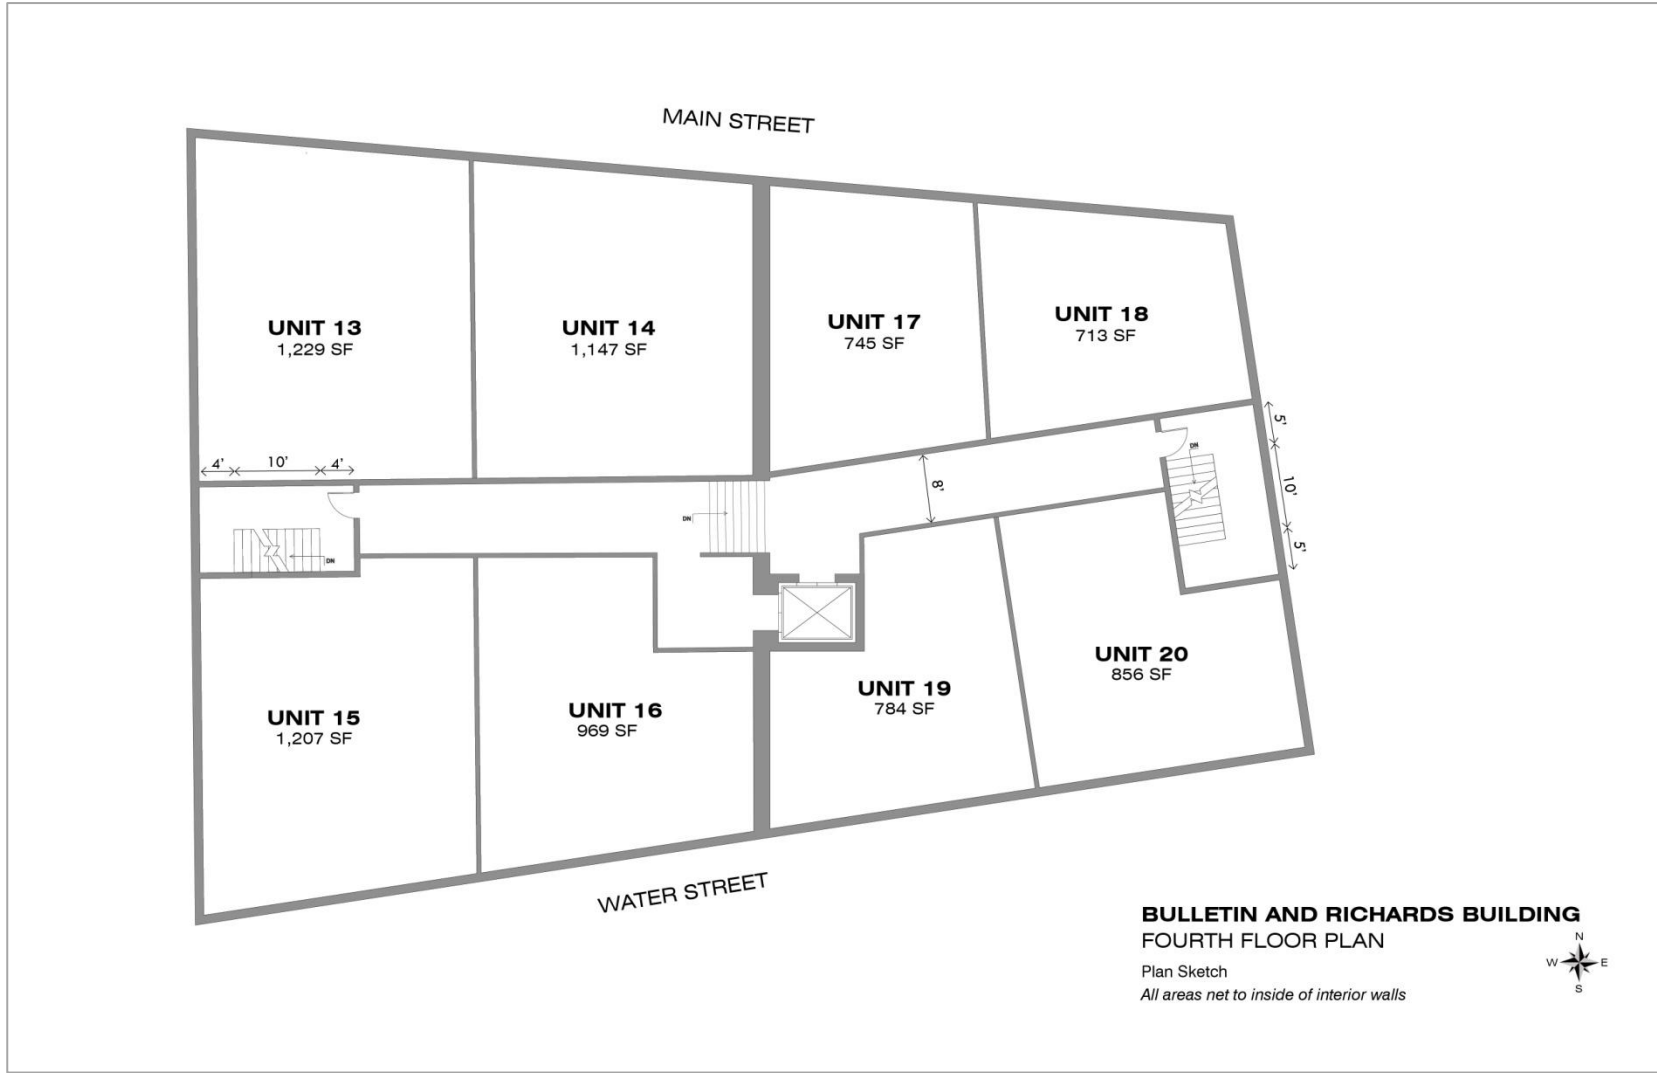 MAIN STREET
UNIT 13
1,229 SF
UNIT 14
1,147 SF
UNIT 17
745 SF
UNIT 18
713 SF
4'
10'
4'
5'
10'
5'
8'
DN
DN
DN
UNIT 15
1,207 SF
UNIT 16
969 SF
UNIT 19
784 SF
UNIT 20
856 SF
WATER STREET
BULLETIN AND RICHARDS BUILDING
FOURTH FLOOR PLAN
Plan Sketch
All areas net to inside of interior walls
N
W
E
S